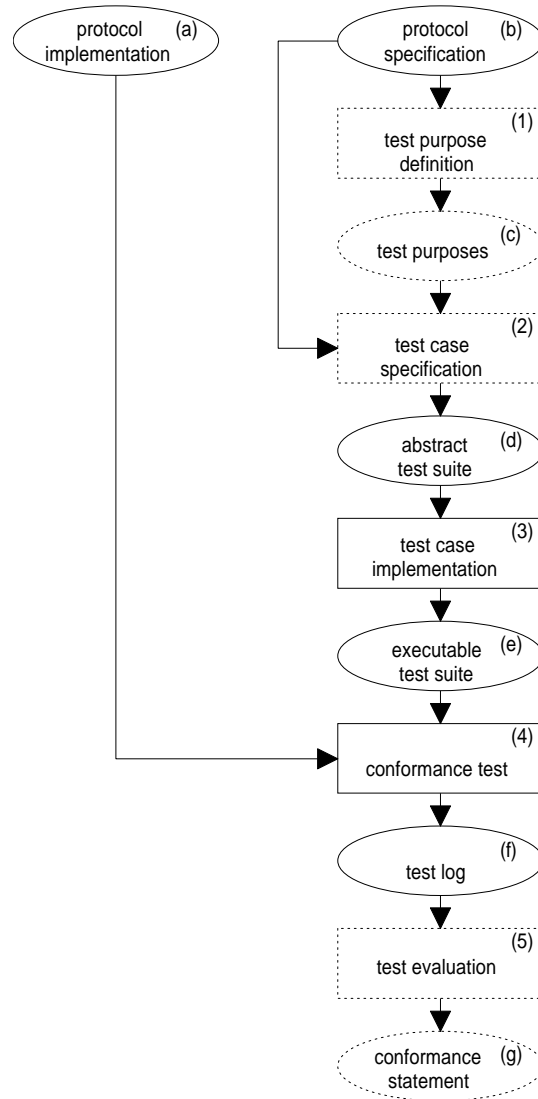 protocol (a)
implementation
protocol (b)
specification
(1)
test purpose
definition
(c)
test purposes
(2)
test case
specification
(d)
abstract
test suite
(3)
test case
implementation
(e)
executable
test suite
(4)
conformance test
(f)
test log
(5)
test evaluation
(g)
conformance
statement